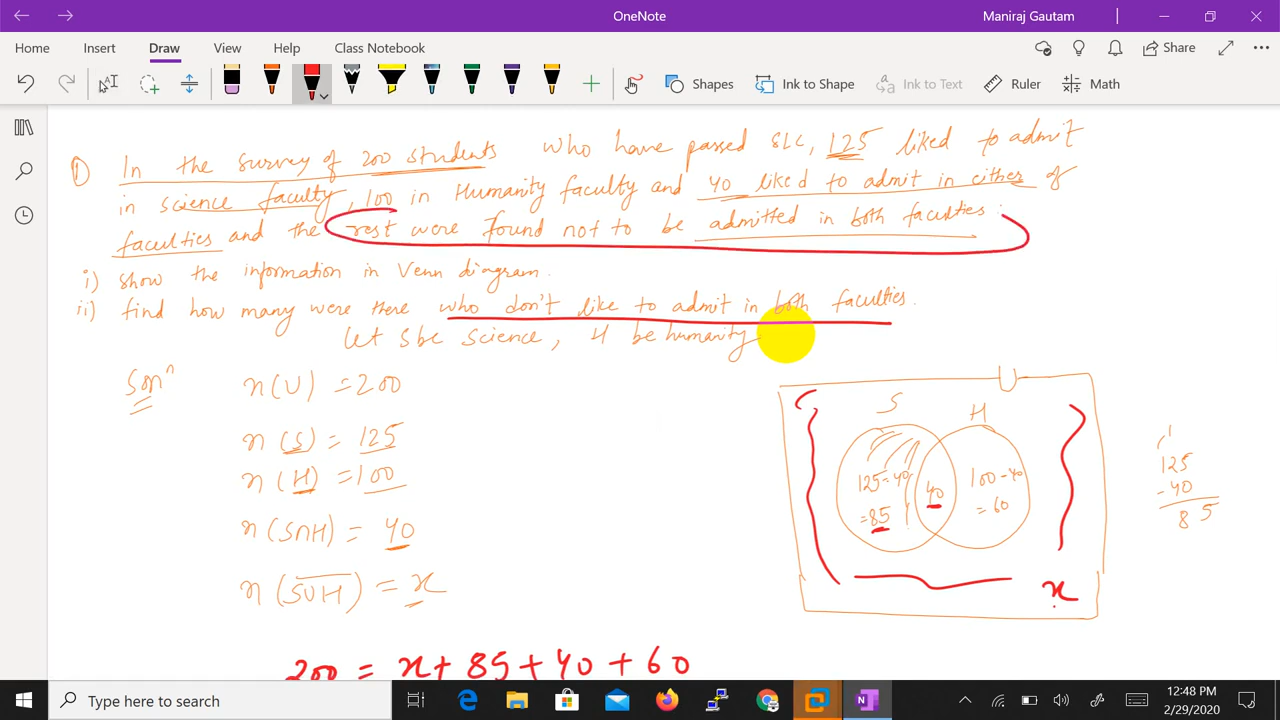 OneNote
Maniraj Gautam
Home Insert Draw View Help Class Notebook Share
Shapes Ink to Shape Ink to Text Ruler Math
① In the survey of 200 students who have passed SLC, 125 liked to admit
in science faculty, 100 in Humanity faculty and 40 liked to admit in either of
faculties and the rest were found not to be admitted in both faculties.
i) Show the information in Venn diagram.
ii) find how many were there who don't like to admit in both faculties.
Let S be Science, H be humanity.
Solⁿ
n(U) = 200
n(S) = 125
n(H) = 100
n(S∩H) = 40
n(\overline{S∪H}) = x
U
S H
125-40 40 100-40
=85 =60
x
125
-40
85
200 = x + 85 + 40 + 60
Type here to search
12:48 PM
2/29/2020